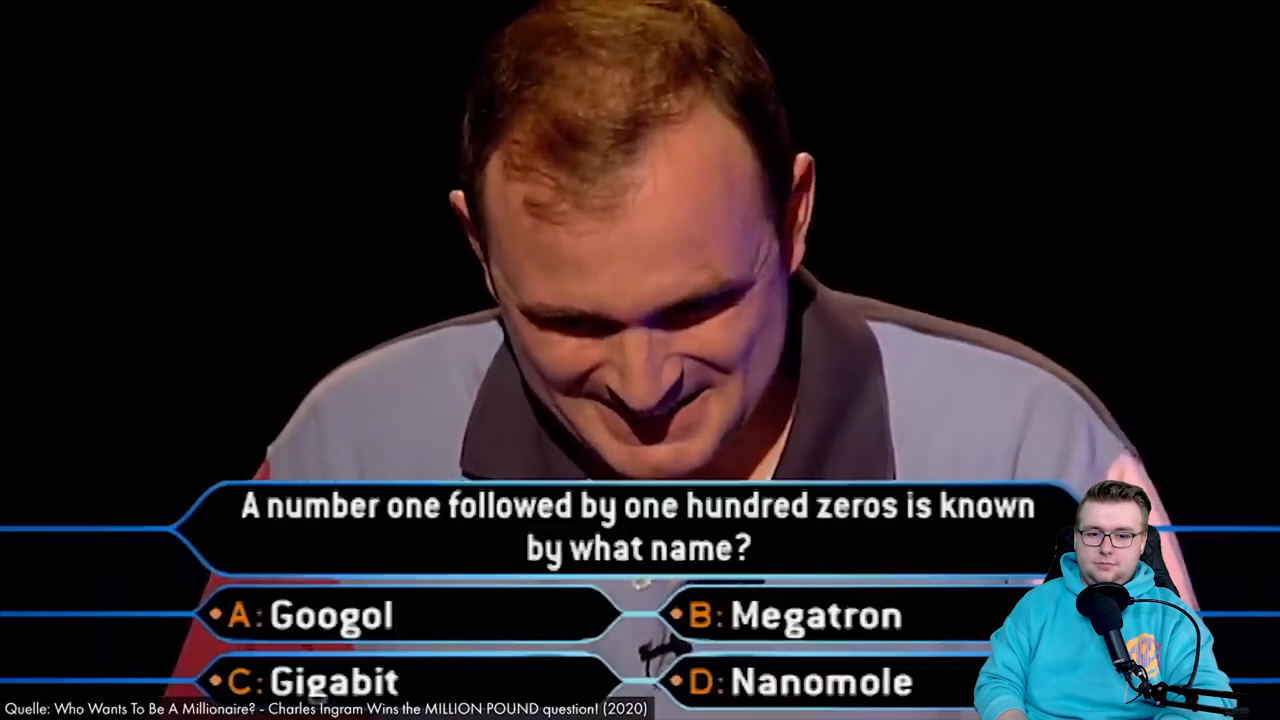 A number one followed by one hundred zeros is known
by what name?
A: Googol
B: Megatron
C: Gigabit
D: Nanomole
Quelle: Who Wants To Be A Millionaire? - Charles Ingram Wins the MILLION POUND question! (2020)